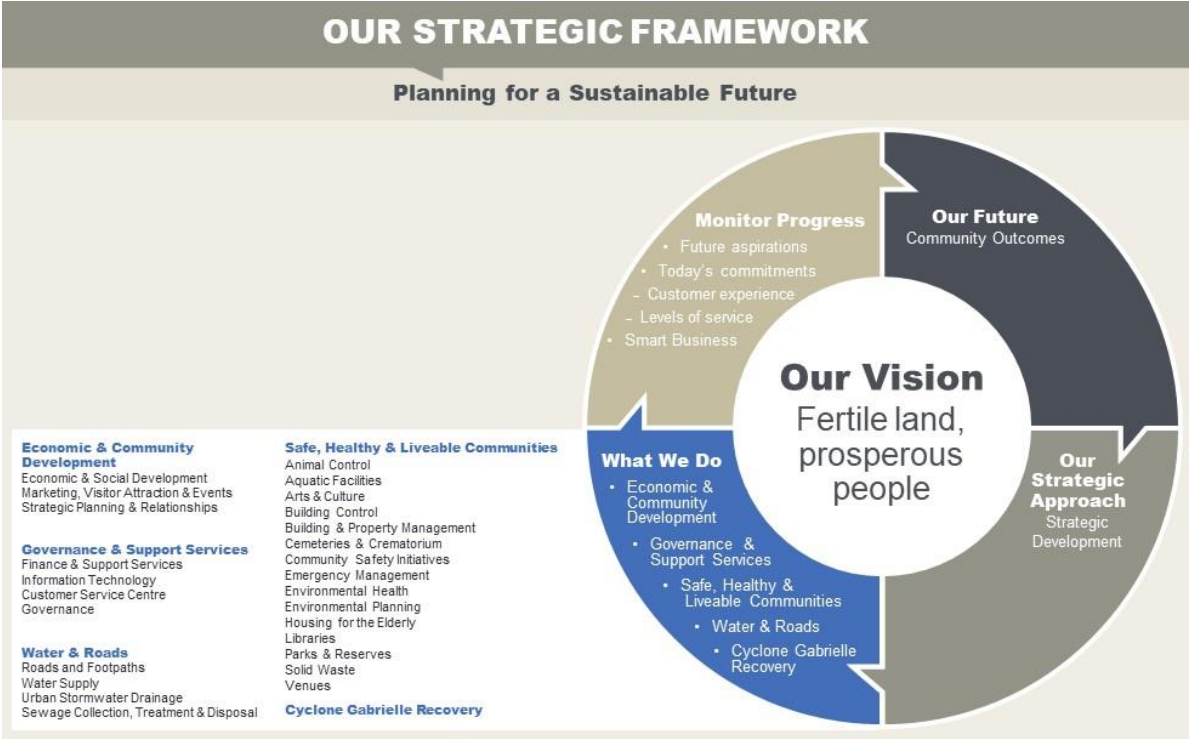 OUR STRATEGIC FRAMEWORK
Planning for a Sustainable Future
Monitor Progress
• Future aspirations
• Today's commitments
– Customer experience
– Levels of service
• Smart Business
Our Future
Community Outcomes
Our Vision
Fertile land,
prosperous
people
Our
Strategic
Approach
Strategic
Development
What We Do
• Economic &
Community
Development
• Governance &
Support Services
• Safe, Healthy &
Liveable Communities
• Water & Roads
• Cyclone Gabrielle
Recovery
Economic & Community
Development
Economic & Social Development
Marketing, Visitor Attraction & Events
Strategic Planning & Relationships
Governance & Support Services
Finance & Support Services
Information Technology
Customer Service Centre
Governance
Water & Roads
Roads and Footpaths
Water Supply
Urban Stormwater Drainage
Sewage Collection, Treatment & Disposal
Safe, Healthy & Liveable Communities
Animal Control
Aquatic Facilities
Arts & Culture
Building Control
Building & Property Management
Cemeteries & Crematorium
Community Safety Initiatives
Emergency Management
Environmental Health
Environmental Planning
Housing for the Elderly
Libraries
Parks & Reserves
Solid Waste
Venues
Cyclone Gabrielle Recovery